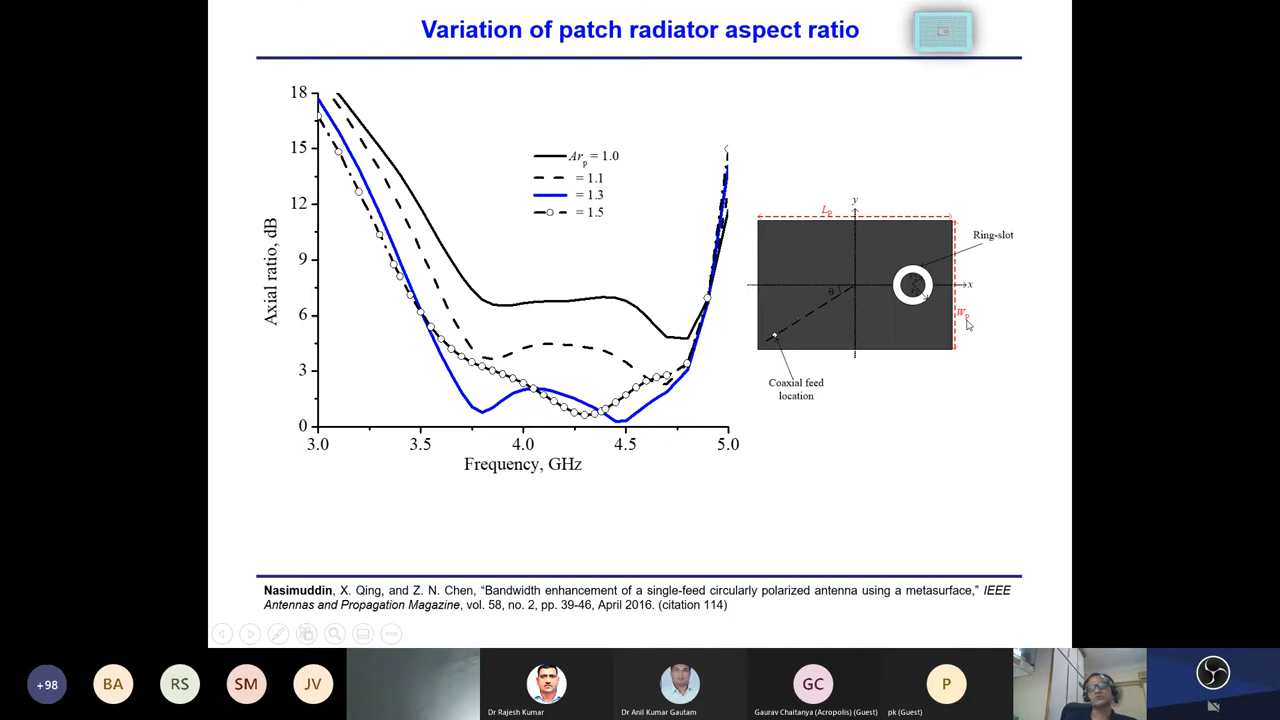 Variation of patch radiator aspect ratio
18
15
12
9
6
3
0
Axial ratio, dB
3.0 3.5 4.0 4.5 5.0
Frequency, GHz
Arp = 1.0
= 1.1
= 1.3
= 1.5
Lp
y
Ring-slot
θ
x
Wp
Coaxial feed
location
Nasimuddin, X. Qing, and Z. N. Chen, “Bandwidth enhancement of a single-feed circularly polarized antenna using a metasurface,” IEEE
Antennas and Propagation Magazine, vol. 58, no. 2, pp. 39-46, April 2016. (citation 114)
+98 BA RS SM JV GC P
Dr Rajesh Kumar
Dr Anil Kumar Gautam
Gaurav Chaitanya (Acropolis) (Guest)
pk (Guest)